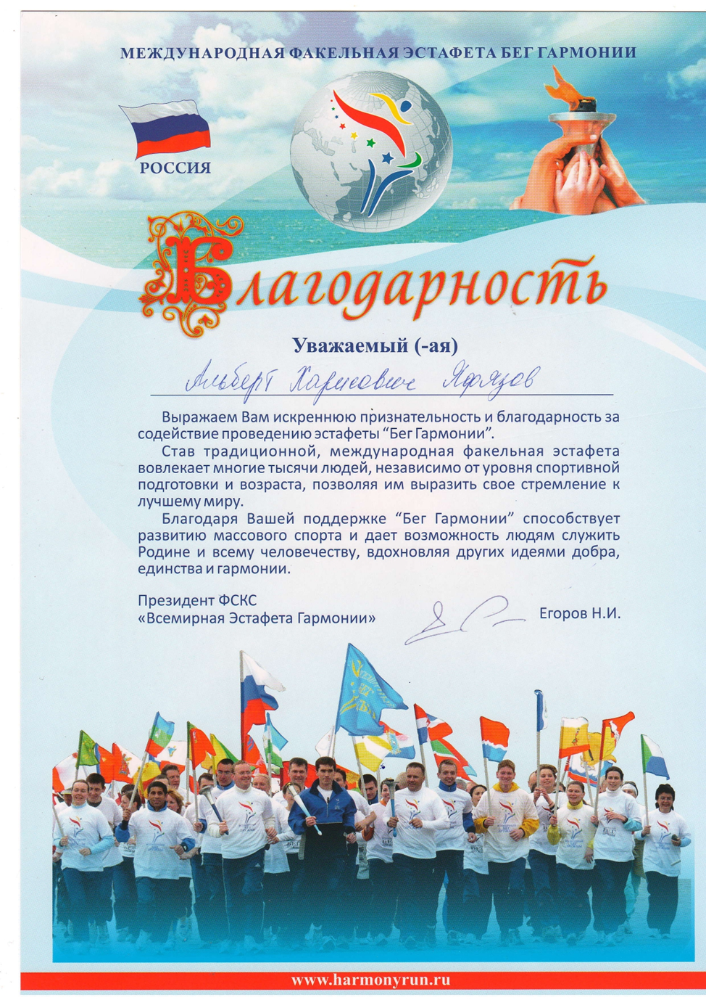 МЕЖДУНАРОДНАЯ ФАКЕЛЬНАЯ ЭСТАФЕТА БЕГ ГАРМОНИИ
РОССИЯ
Благодарность
Уважаемый (-ая)
Альберт Харисович Яфязов
Выражаем Вам искреннюю признательность и благодарность за
содействие проведению эстафеты “Бег Гармонии”.
Став традиционной, международная факельная эстафета
вовлекает многие тысячи людей, независимо от уровня спортивной
подготовки и возраста, позволяя им выразить свое стремление к
лучшему миру.
Благодаря Вашей поддержке “Бег Гармонии” способствует
развитию массового спорта и дает возможность людям служить
Родине и всему человечеству, вдохновляя других идеями добра,
единства и гармонии.
Президент ФСКС
«Всемирная Эстафета Гармонии»
Егоров Н.И.
www.harmonyrun.ru